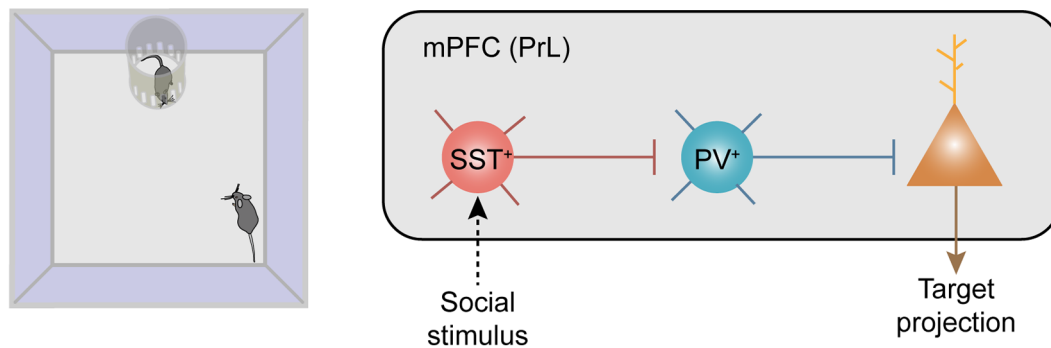 mPFC (PrL)
SST⁺
PV⁺
Social
stimulus
Target
projection